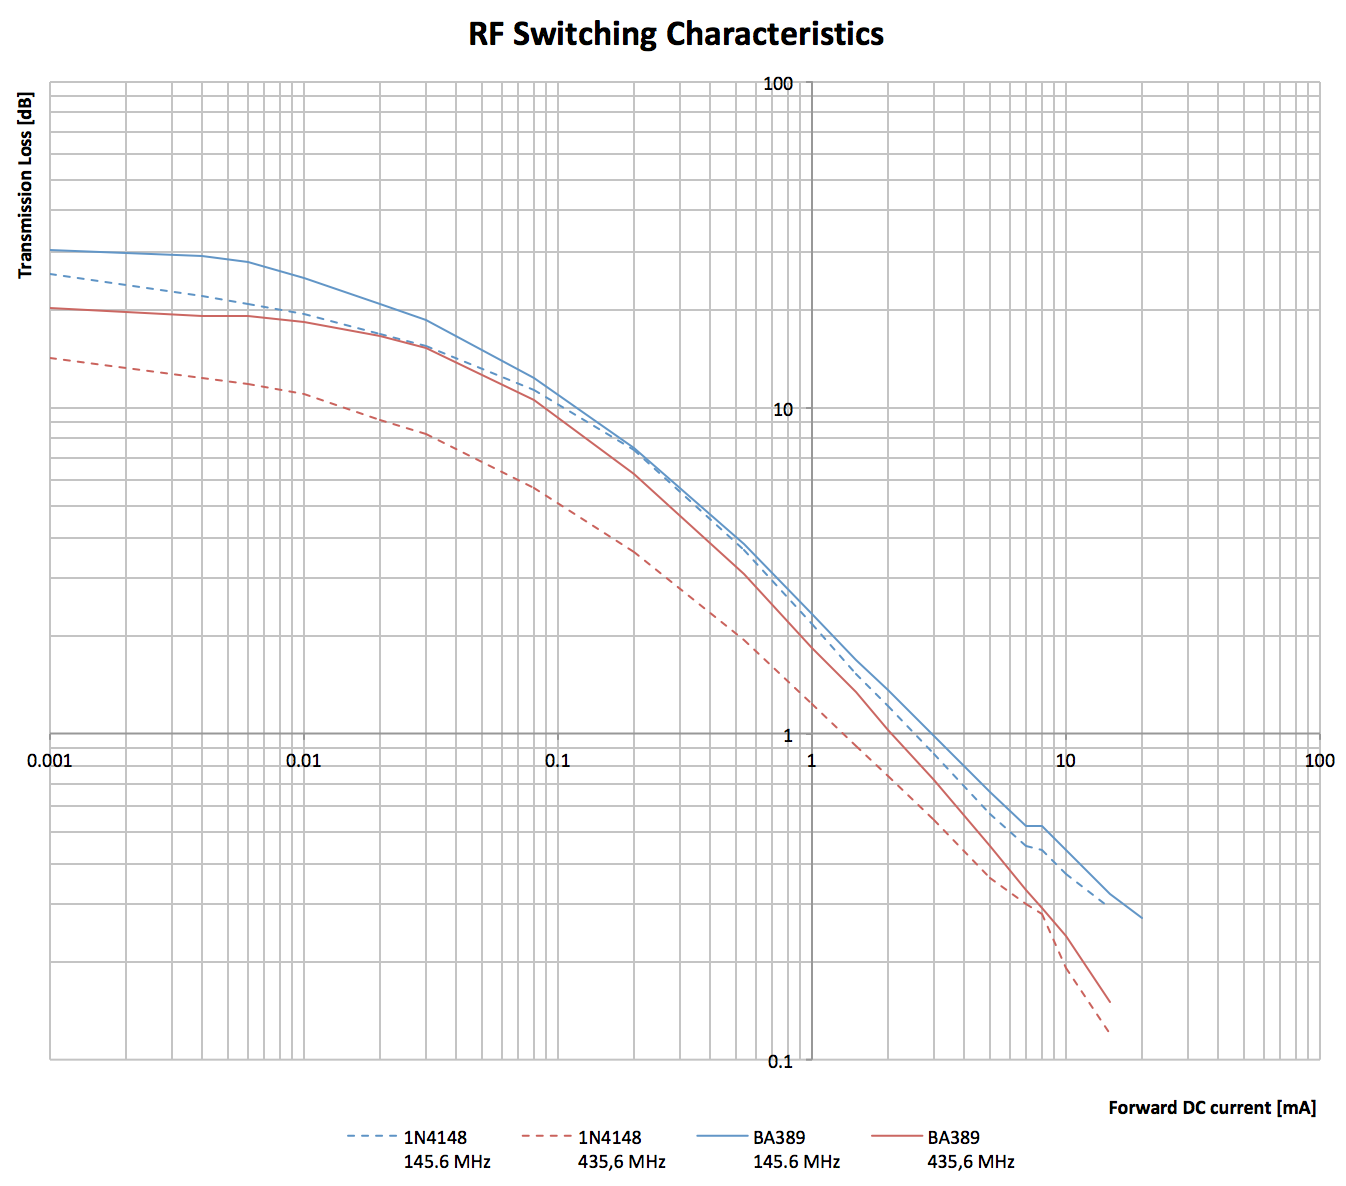 RF Switching Characteristics
Transmission Loss [dB]
100
10
1
0.1
0.001 0.01 0.1 1 10 100
Forward DC current [mA]
1N4148
145.6 MHz
1N4148
435,6 MHz
BA389
145.6 MHz
BA389
435,6 MHz